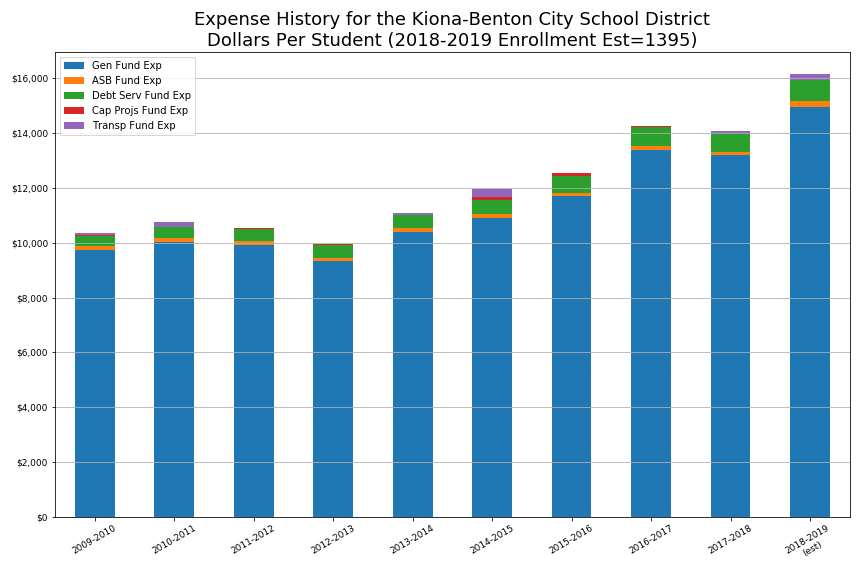 Expense History for the Kiona-Benton City School District
Dollars Per Student (2018-2019 Enrollment Est=1395)
Gen Fund Exp
ASB Fund Exp
Debt Serv Fund Exp
Cap Projs Fund Exp
Transp Fund Exp
$16,000
$14,000
$12,000
$10,000
$8,000
$6,000
$4,000
$2,000
$0
2009-2010
2010-2011
2011-2012
2012-2013
2013-2014
2014-2015
2015-2016
2016-2017
2017-2018
2018-2019
(est)